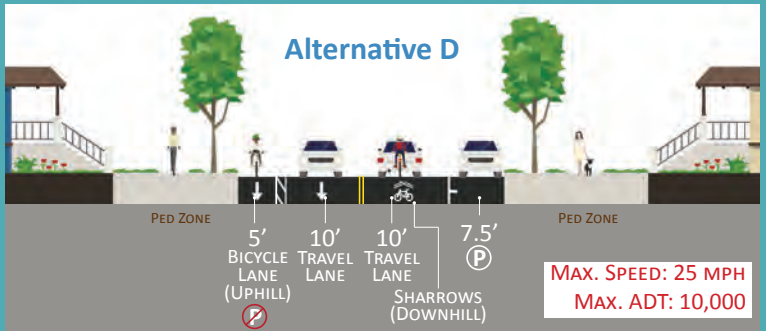 Alternative D
PED ZONE
PED ZONE
5’
BICYCLE
LANE
(UPHILL)
P
10’
TRAVEL
LANE
10’
TRAVEL
LANE
SHARROWS
(DOWNHILL)
7.5’
P
MAX. SPEED: 25 MPH
MAX. ADT: 10,000